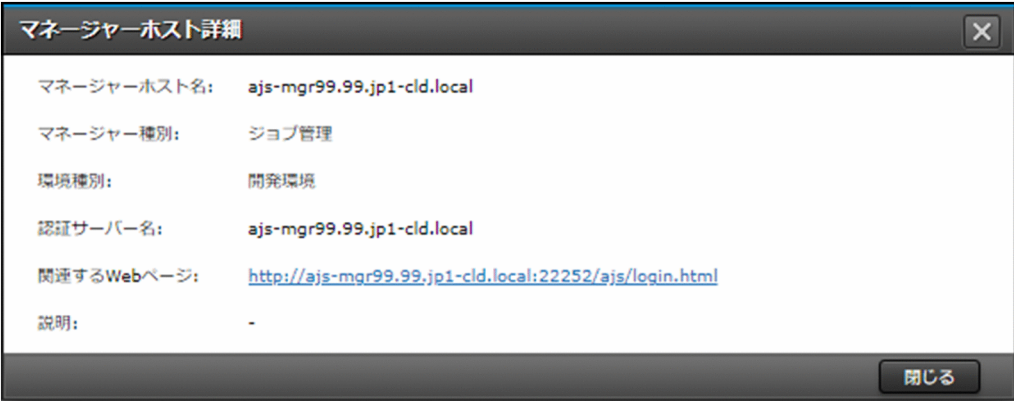 マネージャーホスト詳細
マネージャーホスト名: ajs-mgr99.99.jp1-cld.local
マネージャー種別: ジョブ管理
環境種別: 開発環境
認証サーバー名: ajs-mgr99.99.jp1-cld.local
関連するWebページ: http://ajs-mgr99.99.jp1-cld.local:22252/ajs/login.html
説明: -
閉じる